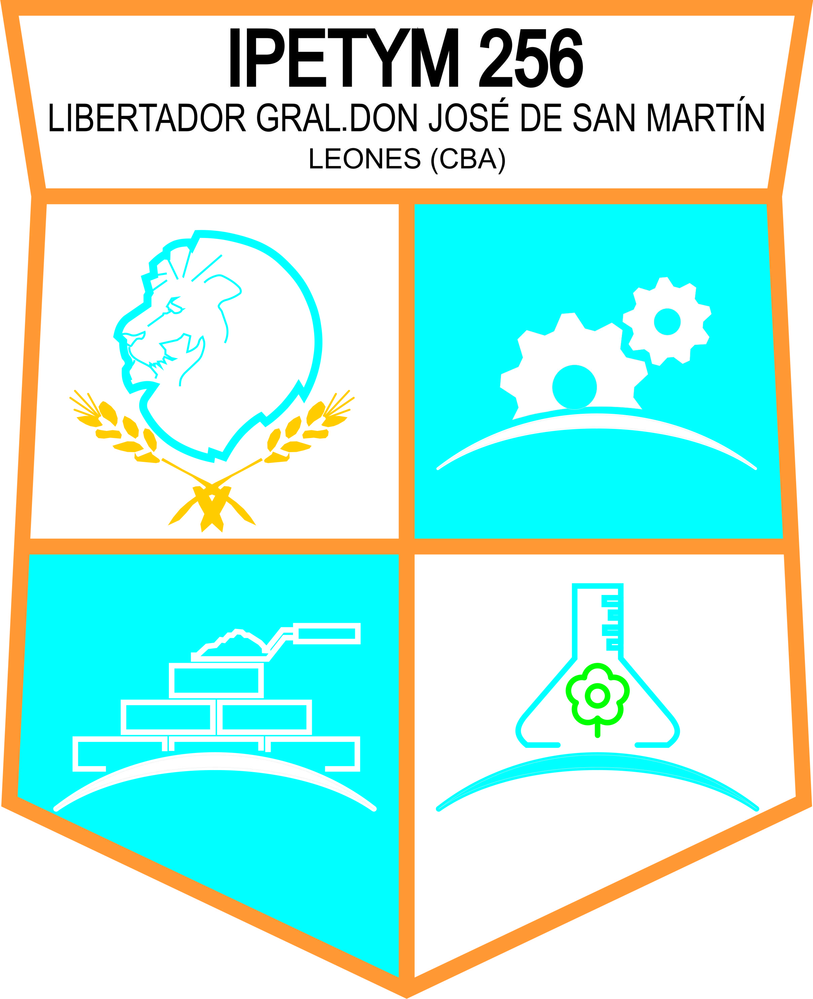 IPETYM 256
LIBERTADOR GRAL. DON JOSÉ DE SAN MARTÍN
LEONES (CBA)